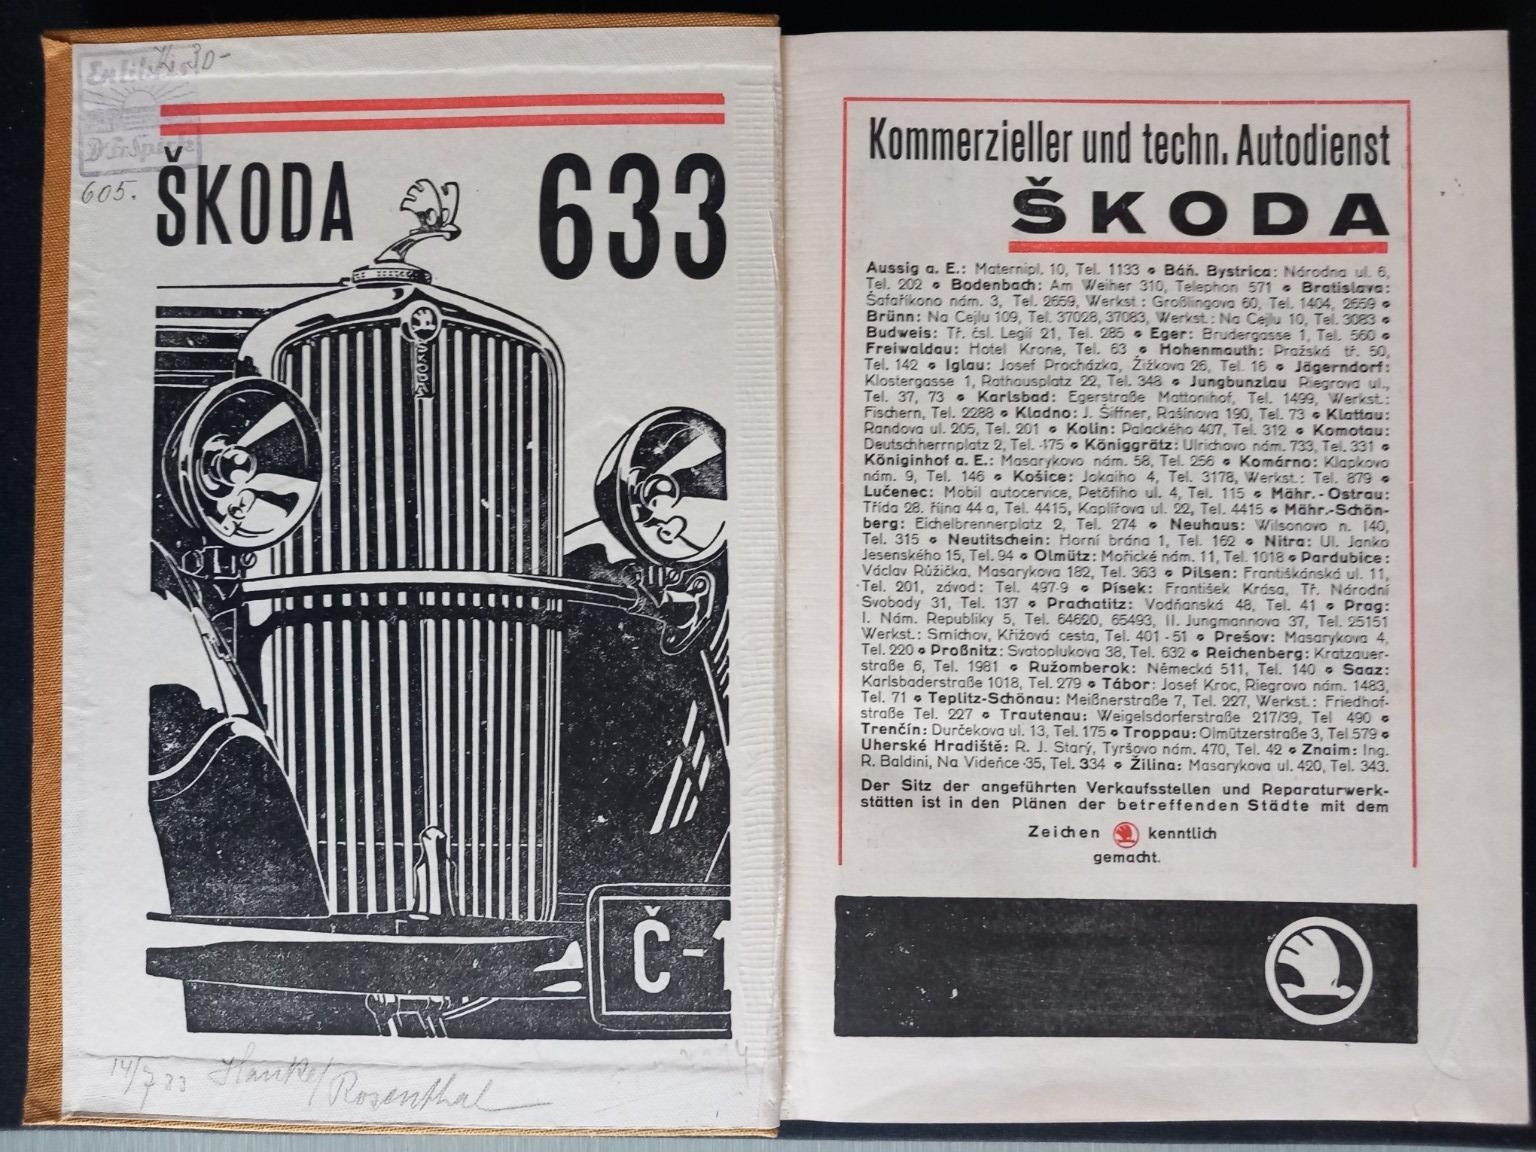 30-
605.
ŠKODA
633
ŠKODA
Č-1
14/7 33
Rosenthal
Kommerzieller und techn. Autodienst
ŠKODA
Aussig a. E.: Maternipl. 10, Tel. 1133 • Báň. Bystrica: Národna ul. 6,
Tel. 202 • Bodenbach: Am Weiher 310, Telephon 571 • Bratislava:
Šafaříkono nám. 3, Tel. 2659, Werkst.: Großlingova 60, Tel. 1404, 2659 •
Brünn: Na Cejlu 109, Tel. 37028, 37083, Werkst.: Na Cejlu 10, Tel. 3083 •
Budweis: Tř. čsl. Legií 21, Tel. 285 • Eger: Brudergasse 1, Tel. 560 •
Freiwaldau: Hotel Krone, Tel. 63 • Hohenmauth: Pražská tř. 50,
Tel. 142 • Iglau: Josef Procházka, Žižkova 26, Tel. 16 • Jägerndorf:
Klostergasse 1, Rathausplatz 22, Tel. 348 • Jungbunzlau Riegrova ul.,
Tel. 37, 73 • Karlsbad: Egerstraße Mattonihof, Tel. 1499, Werkst.:
Fischern, Tel. 2288 • Kladno: J. Šiffner, Rašínova 190, Tel. 73 • Klattau:
Randova ul. 205, Tel. 201 • Kolin: Palackého 407, Tel. 312 • Komotau:
Deutschherrnplatz 2, Tel. 175 • Königgrätz: Ulrichovo nám. 733, Tel. 331 •
Königinhof a. E.: Masarykovo nám. 58, Tel. 256 • Komárno: Klapkovo
nám. 9, Tel. 146 • Košice: Jokaiho 4, Tel. 3178, Werkst.: Tel. 879 •
Lučenec: Mobil autocervice, Petöfiho ul. 4, Tel. 115 • Mähr.-Ostrau:
Třída 28. října 44 a, Tel. 4415, Kaplířova ul. 22, Tel. 4415 • Mähr.-Schön-
berg: Eichelbrennerplatz 2, Tel. 274 • Neuhaus: Wilsonovo n. 140,
Tel. 315 • Neutitschein: Horní brána 1, Tel. 162 • Nitra: Ul. Janko
Jesenského 15, Tel. 94 • Olmütz: Mořické nám. 11, Tel. 1018 • Pardubice:
Václav Růžička, Masarykova 182, Tel. 363 • Pilsen: Františkánská ul. 11,
Tel. 201, závod: Tel. 497-9 • Písek: František Krása, Tř. Národní
Svobody 31, Tel. 137 • Prachatitz: Vodňanská 48, Tel. 41 • Prag:
I. Nám. Republiky 5, Tel. 64620, 65493, II. Jungmannova 37, Tel. 25151
Werkst.: Smíchov, Křížová cesta, Tel. 401-51 • Prešov: Masarykova 4,
Tel. 220 • Proßnitz: Svatoplukova 38, Tel. 632 • Reichenberg: Kratzauer-
straße 6, Tel. 1981 • Ružomberok: Německá 511, Tel. 140 • Saaz:
Karlsbaderstraße 1018, Tel. 279 • Tábor: Josef Kroc, Riegrovo nám. 1483,
Tel. 71 • Teplitz-Schönau: Meißnerstraße 7, Tel. 227, Werkst.: Friedhof-
straße Tel. 227 • Trautenau: Weigelsdorferstraße 217/39, Tel 490 •
Trenčín: Durčekova ul. 13, Tel. 175 • Troppau: Olmützerstraße 3, Tel. 579 •
Uherské Hradiště: R. J. Starý, Tyršovo nám. 470, Tel. 42 • Znaim: Ing.
R. Baldini, Na Videňce 35, Tel. 334 • Žilina: Masarykova ul. 420, Tel. 343.
Der Sitz der angeführten Verkaufsstellen und Reparaturwerk-
stätten ist in den Plänen der betreffenden Städte mit dem
Zeichen kenntlich
gemacht.